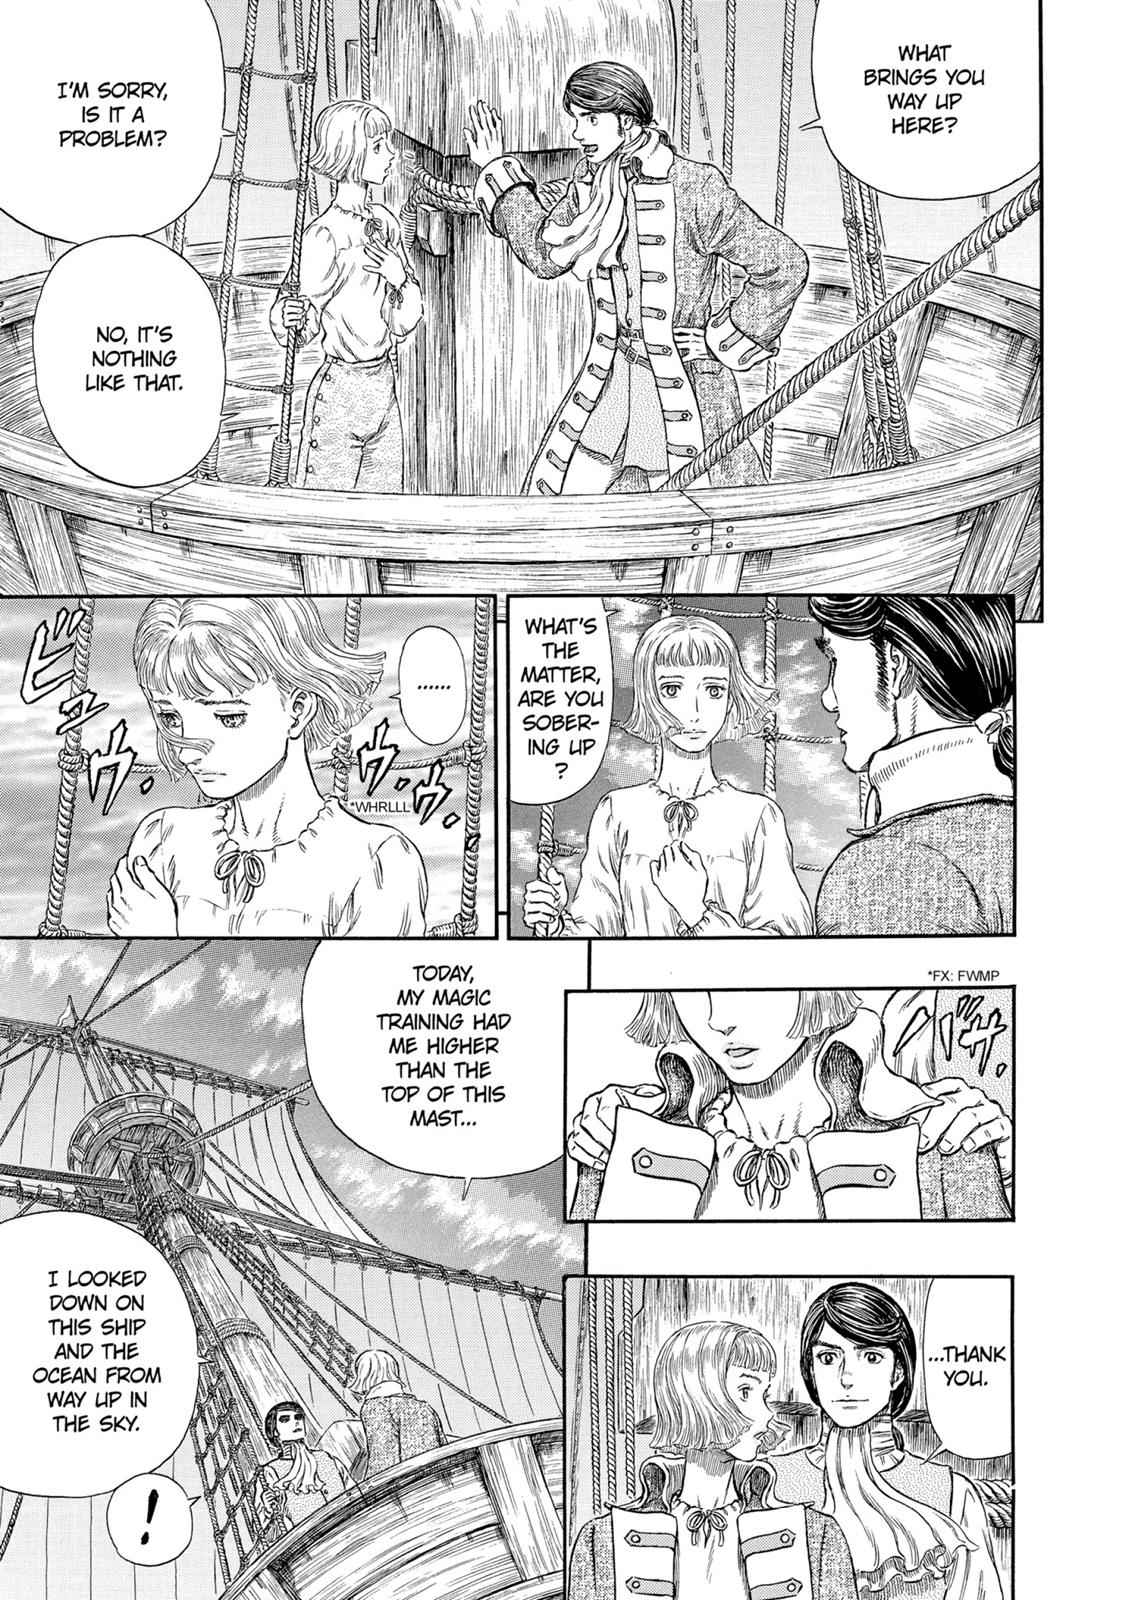 WHAT
BRINGS YOU
WAY UP
HERE?
I'M SORRY,
IS IT A
PROBLEM?
NO, IT'S
NOTHING
LIKE THAT.
WHAT'S
THE
MATTER,
ARE YOU
SOBER-
ING UP
?
......
ビュウゥ.ゥ.
*WHRLLL
*FX: FWMP
バサ.
...THANK
YOU.
TODAY,
MY MAGIC
TRAINING HAD
ME HIGHER
THAN THE
TOP OF THIS
MAST...
I LOOKED
DOWN ON
THIS SHIP
AND THE
OCEAN FROM
WAY UP IN
THE SKY.
!